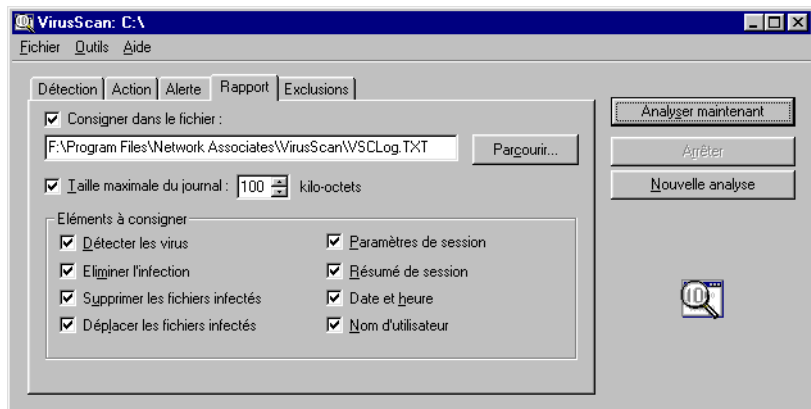 VirusScan: C:\
Fichier Outils Aide
Détection Action Alerte Rapport Exclusions
Consigner dans le fichier :
F:\Program Files\Network Associates\VirusScan\VSCLog.TXT
Parcourir...
Taille maximale du journal : 100 kilo-octets
Eléments à consigner
Détecter les virus
Eliminer l'infection
Supprimer les fichiers infectés
Déplacer les fichiers infectés
Paramètres de session
Résumé de session
Date et heure
Nom d'utilisateur
Analyser maintenant
Arrêter
Nouvelle analyse